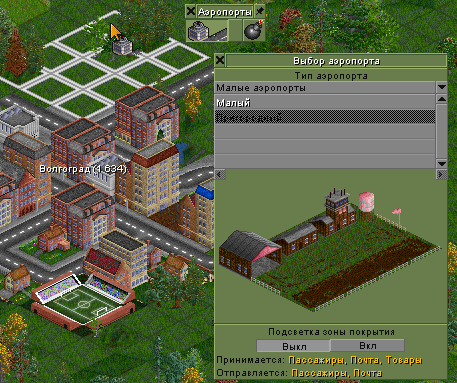 Аэропорты
Выбор аэропорта
Тип аэропорта
Малые аэропорты
Малый
Пригородный
Волгоград (1,634)
Подсветка зоны покрытия
Выкл
Вкл
Принимается: Пассажиры, Почта, Товары
Отправляется: Пассажиры, Почта